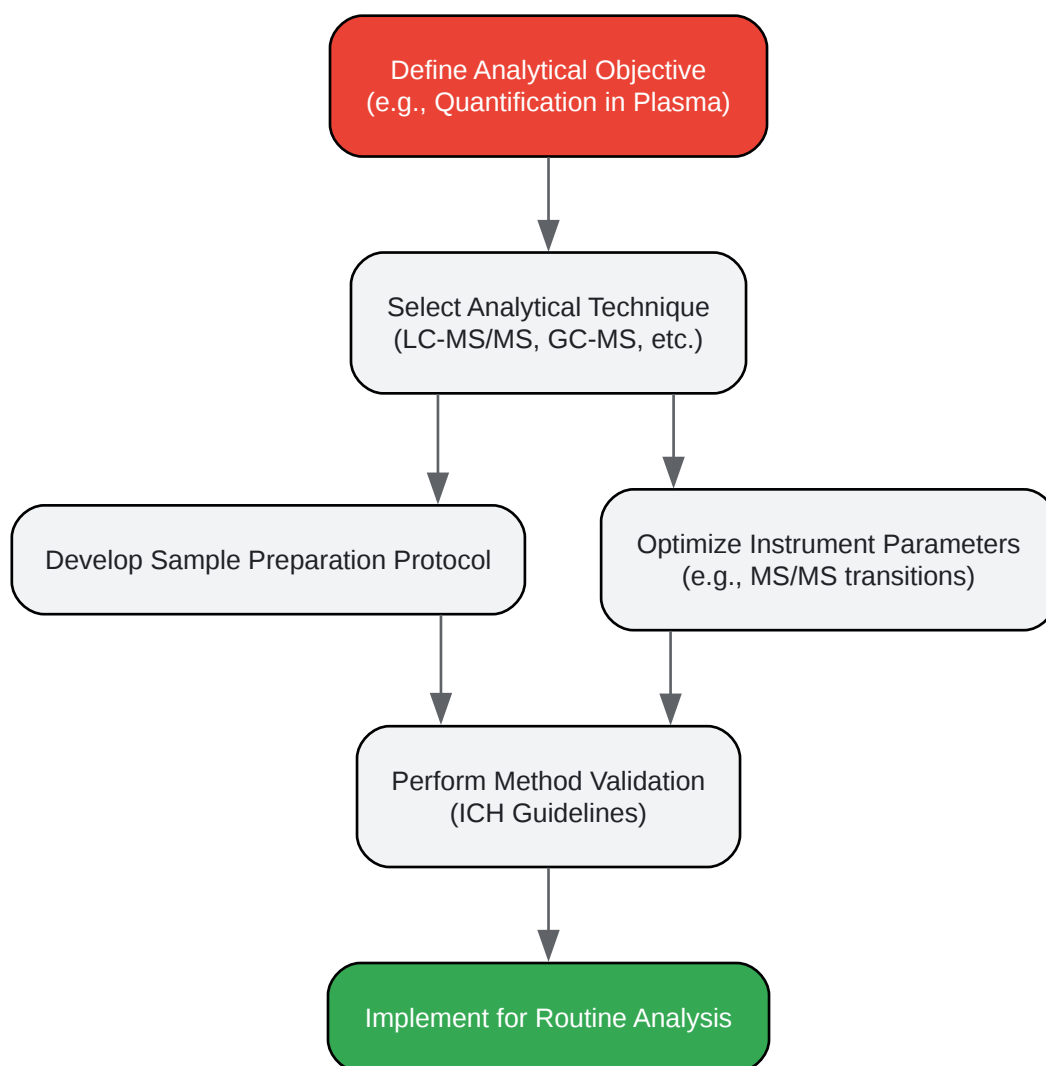 Define Analytical Objective
(e.g., Quantification in Plasma)
Select Analytical Technique
(LC-MS/MS, GC-MS, etc.)
Develop Sample Preparation Protocol
Optimize Instrument Parameters
(e.g., MS/MS transitions)
Perform Method Validation
(ICH Guidelines)
Implement for Routine Analysis